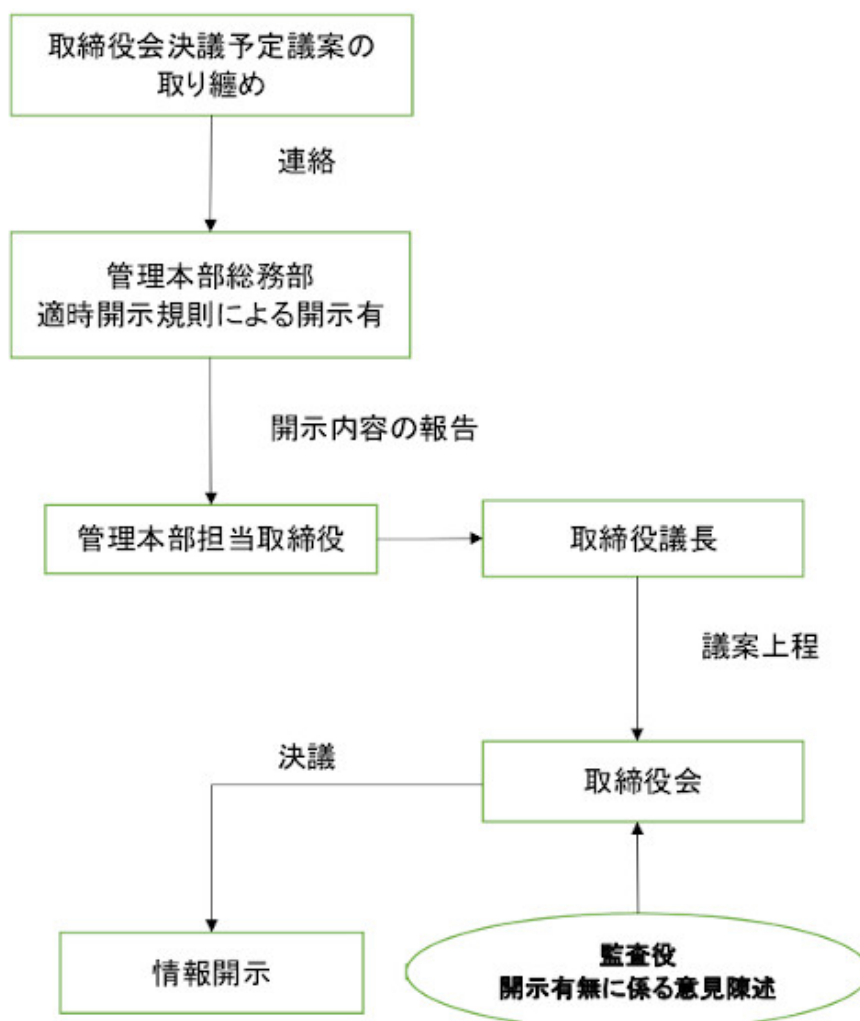 取締役会決議予定議案の
取り纏め
連絡
管理本部総務部
適時開示規則による開示有
開示内容の報告
管理本部担当取締役
取締役議長
議案上程
決議
取締役会
情報開示
監査役
開示有無に係る意見陳述